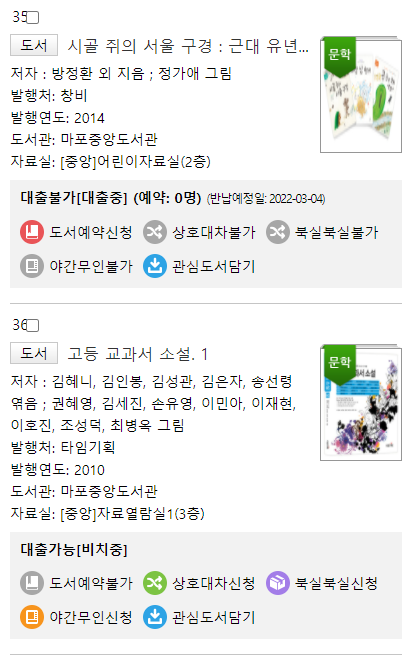 35
도서 시골 쥐의 서울 구경 : 근대 유년...
문학
저자 : 방정환 외 지음 ; 정가애 그림
발행처: 창비
발행연도: 2014
도서관: 마포중앙도서관
자료실: [중앙]어린이자료실(2층)
대출불가[대출중] (예약: 0명) (반납예정일: 2022-03-04)
도서예약신청 상호대차불가 북실북실불가
야간무인불가 관심도서담기
36
도서 고등 교과서 소설. 1
문학
저자 : 김혜니, 김인봉, 김성관, 김은자, 송선령
엮음 ; 권혜영, 김세진, 손유영, 이민아, 이재현,
이호진, 조성덕, 최병옥 그림
발행처: 타임기획
발행연도: 2010
도서관: 마포중앙도서관
자료실: [중앙]자료열람실1(3층)
대출가능[비치중]
도서예약불가 상호대차신청 북실북실신청
야간무인신청 관심도서담기